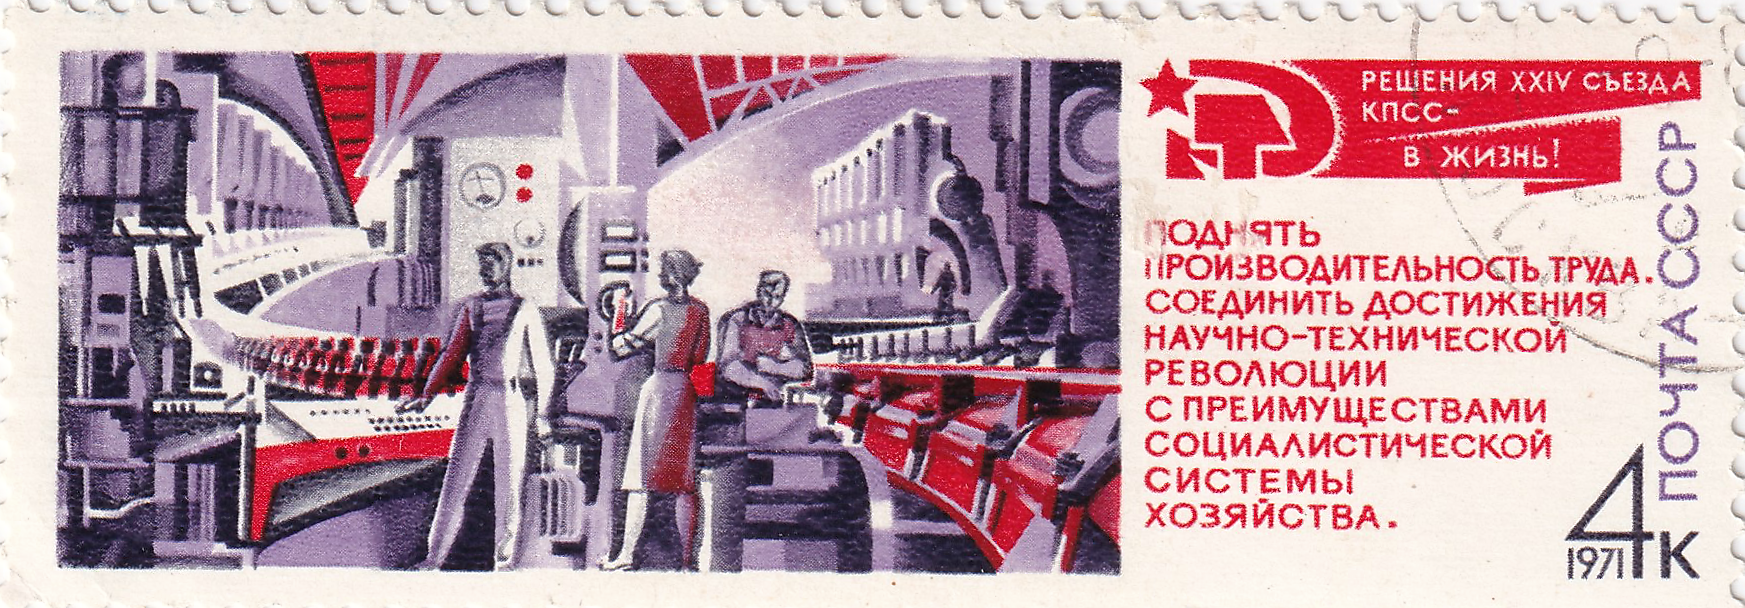 РЕШЕНИЯ XXIV СЪЕЗДА
КПСС-
В ЖИЗНЬ!
ПОДНЯТЬ
ПРОИЗВОДИТЕЛЬНОСТЬ ТРУДА.
СОЕДИНИТЬ ДОСТИЖЕНИЯ
НАУЧНО-ТЕХНИЧЕСКОЙ
РЕВОЛЮЦИИ
С ПРЕИМУЩЕСТВАМИ
СОЦИАЛИСТИЧЕСКОЙ
СИСТЕМЫ
ХОЗЯЙСТВА.
ПОЧТА СССР
4К
1971